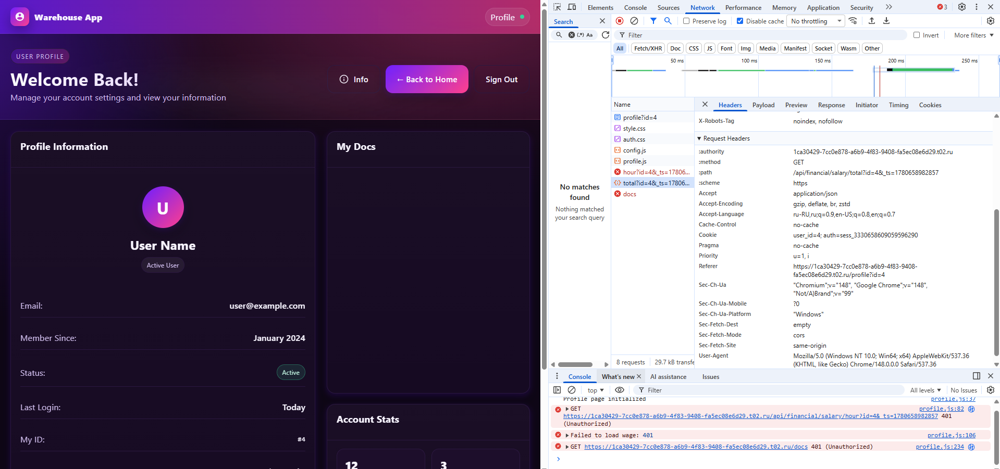 Warehouse App
Profile
USER PROFILE
Welcome Back!
Manage your account settings and view your information
Info
← Back to Home
Sign Out
Profile Information
U
User Name
Active User
Email:
user@example.com
Member Since:
January 2024
Status:
Active
Last Login:
Today
My ID:
#4
My Docs
Account Stats
12
3
Elements
Console
Sources
Network
Performance
Memory
Application
Security
3
Search
Preserve log
Disable cache
No throttling
(.*)
Aa
Filter
Invert
More filters
All
Fetch/XHR
Doc
CSS
JS
Font
Img
Media
Manifest
Socket
Wasm
Other
50 ms
100 ms
150 ms
200 ms
250 ms
No matches
found
Nothing matched
your search query
Name
profile?id=4
style.css
auth.css
config.js
profile.js
hour?id=4&_ts=17806...
total?id=4&_ts=17806...
docs
8 requests
29.7 kB transfe
Headers
Payload
Preview
Response
Initiator
Timing
Cookies
X-Robots-Tag
noindex, nofollow
Request Headers
:authority
1ca30429-7cc0e878-a6b9-4f83-9408-fa5ec08e6d29.t02.ru
:method
GET
:path
/api/financial/salary/total?id=4&_ts=1780658982857
:scheme
https
Accept
application/json
Accept-Encoding
gzip, deflate, br, zstd
Accept-Language
ru-RU,ru;q=0.9,en-US;q=0.8,en;q=0.7
Cache-Control
no-cache
Cookie
user_id=4; auth=sess_3330658609059596290
Pragma
no-cache
Priority
u=1, i
Referer
https://1ca30429-7cc0e878-a6b9-4f83-9408-
fa5ec08e6d29.t02.ru/profile?id=4
Sec-Ch-Ua
"Chromium";v="148", "Google Chrome";v="148",
"Not/A)Brand";v="99"
Sec-Ch-Ua-Mobile
?0
Sec-Ch-Ua-Platform
"Windows"
Sec-Fetch-Dest
empty
Sec-Fetch-Mode
cors
Sec-Fetch-Site
same-origin
User-Agent
Mozilla/5.0 (Windows NT 10.0; Win64; x64) AppleWebKit/537.36
(KHTML, like Gecko) Chrome/148.0.0.0 Safari/537.36
Console
What's new
AI assistance
Issues
top
Filter
All levels
No Issues
Profile page initialized
profile.js:37
GET
profile.js:82
https://1ca30429-7cc0e878-a6b9-4f83-9408-fa5ec08e6d29.t02.ru/api/financial/salary/hour?id=4&_ts=1780658982857 401
(Unauthorized)
Failed to load wage: 401
profile.js:106
GET https://1ca30429-7cc0e878-a6b9-4f83-9408-fa5ec08e6d29.t02.ru/docs 401 (Unauthorized)
profile.js:234